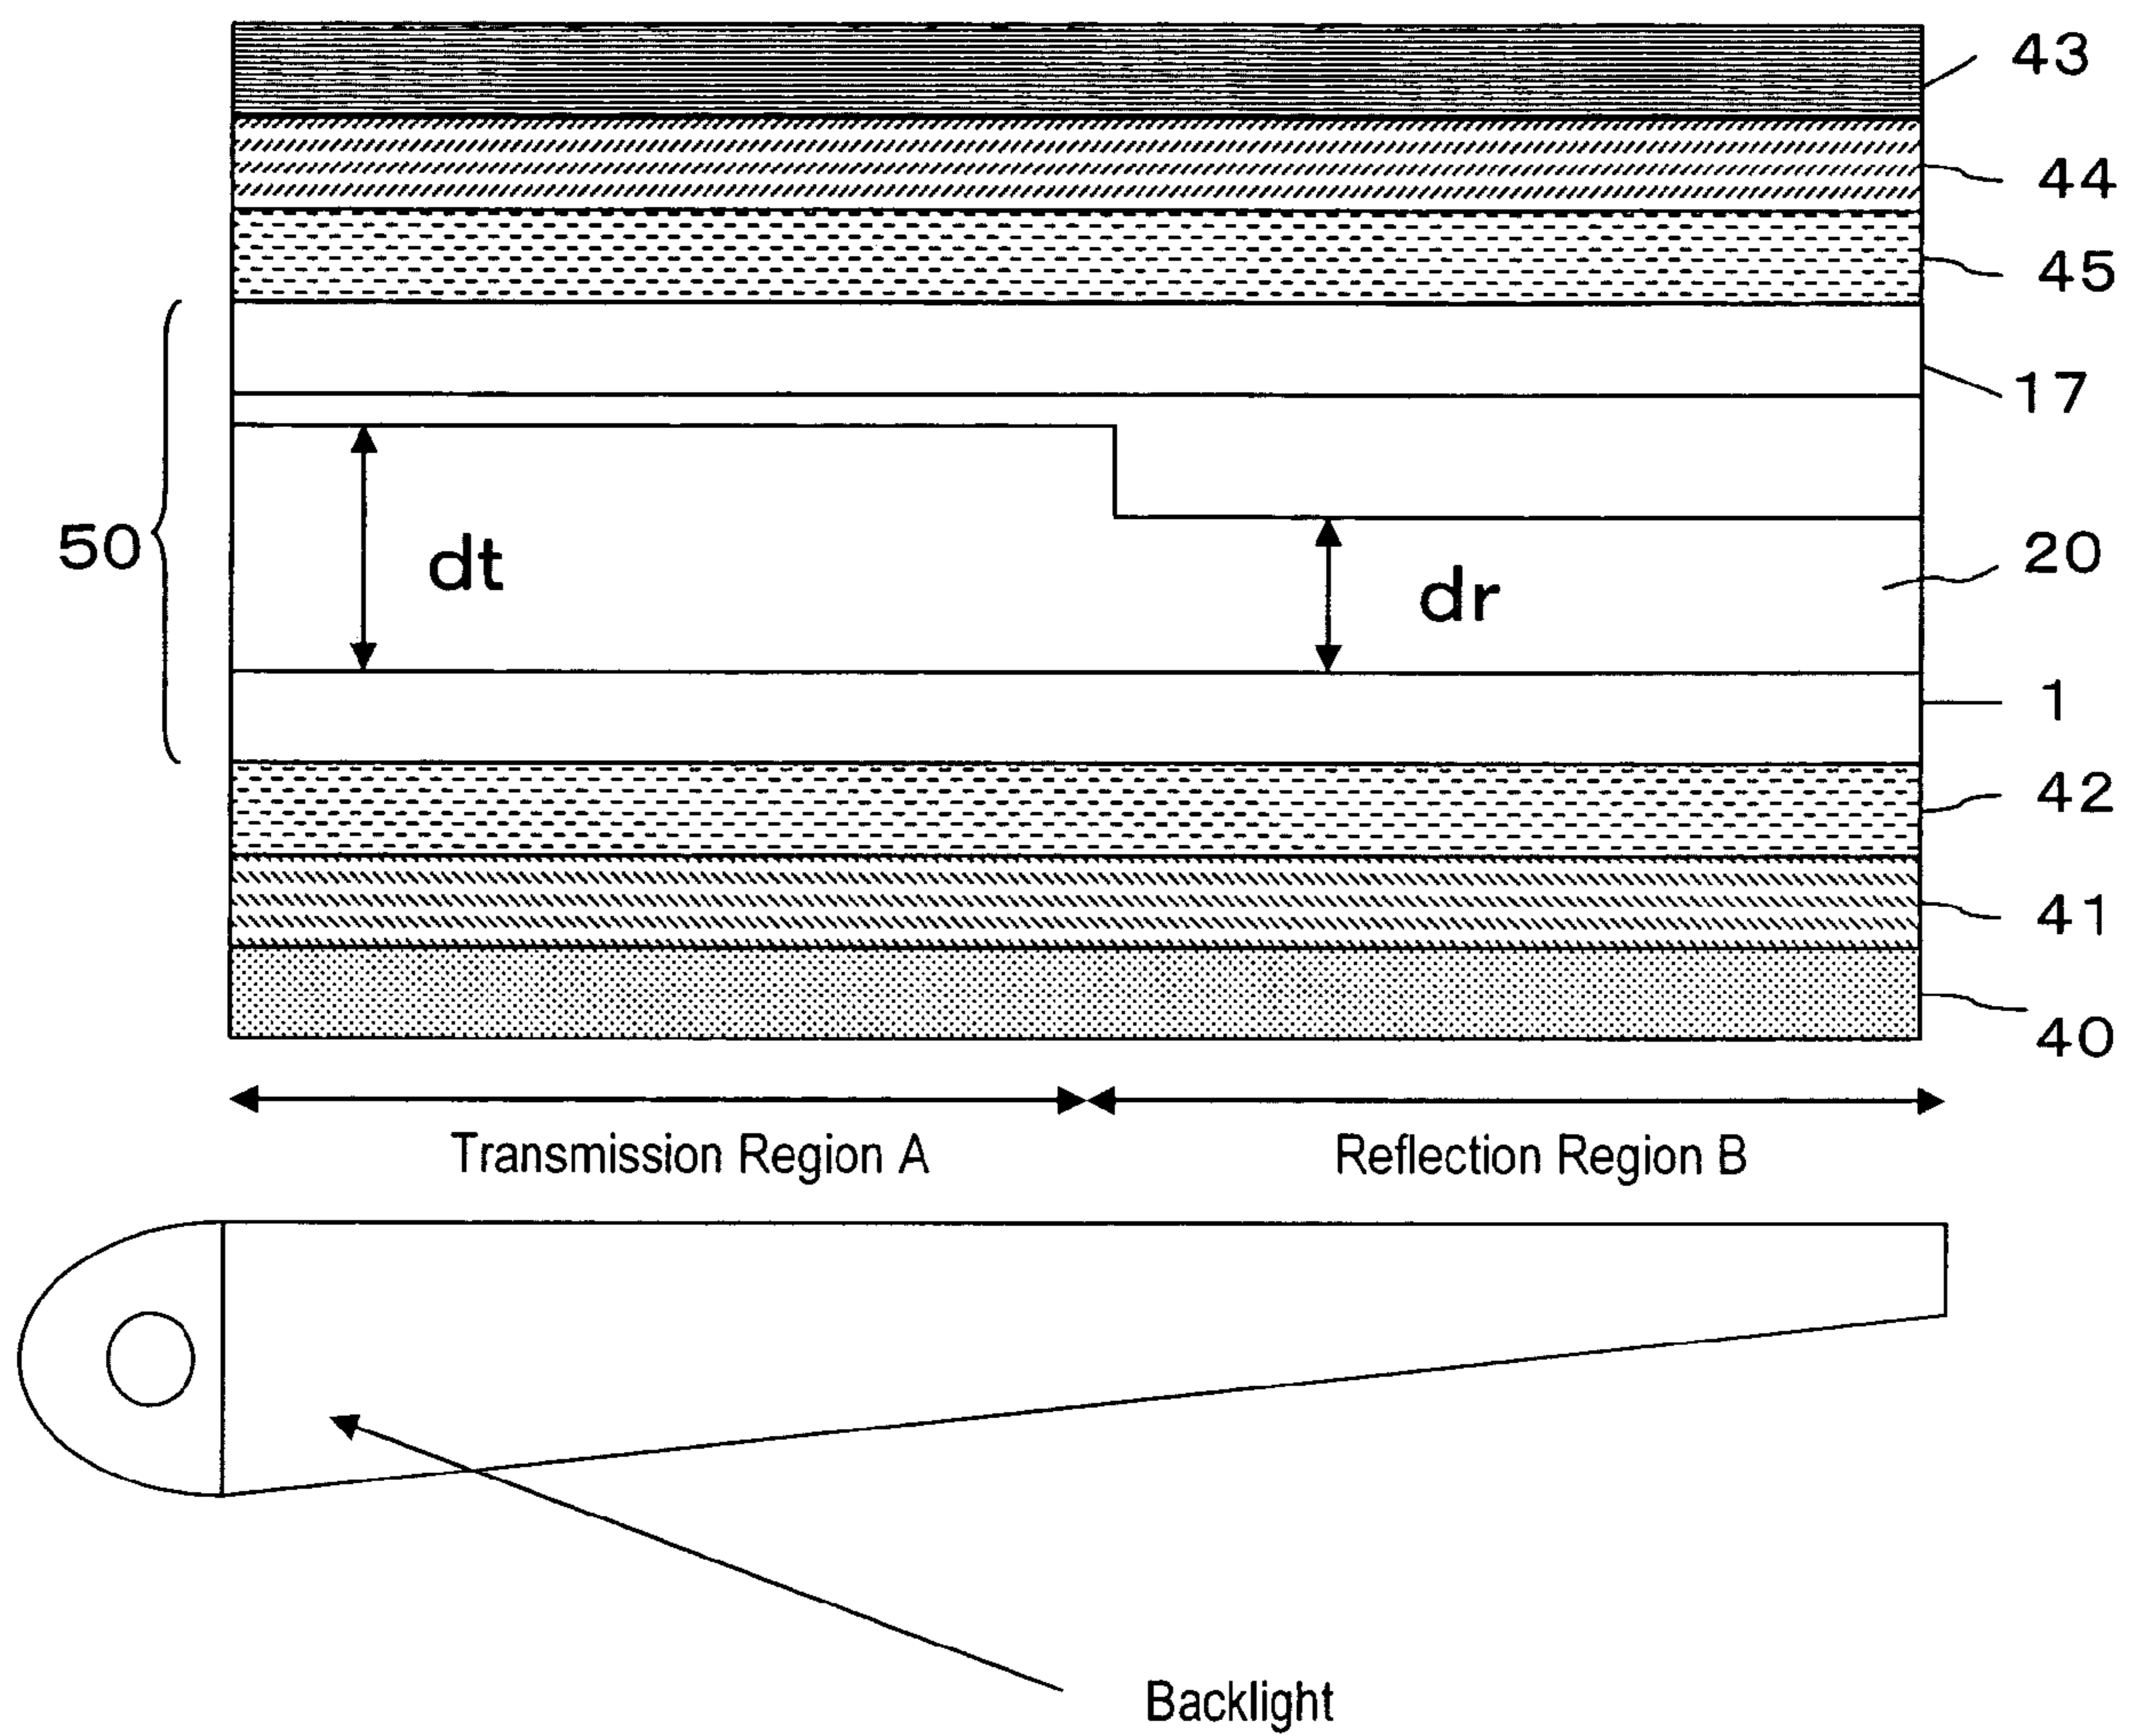 43
44
45
17
50
dt
dr
20
1
42
41
40
Transmission Region A
Reflection Region B
Backlight